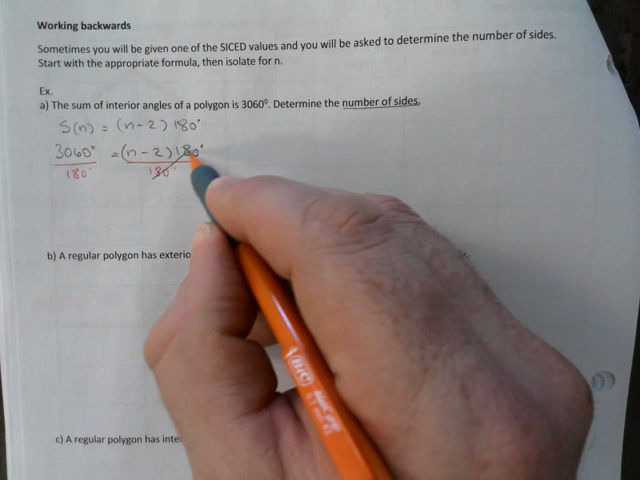 Working backwards
Sometimes you will be given one of the SICED values and you will be asked to determine the number of sides.
Start with the appropriate formula, then isolate for n.
Ex.
a) The sum of interior angles of a polygon is 3060⁰. Determine the number of sides.
S(n) = (n-2) 180°
3060° = (n-2) 180°
180° 180°
b) A regular polygon has exterio
c) A regular polygon has inte
BIC